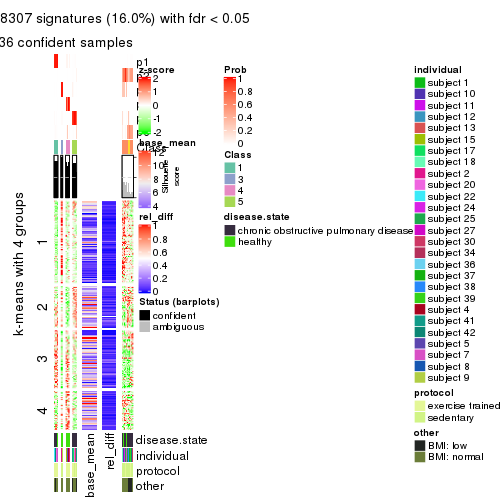 8307 signatures (16.0%) with fdr < 0.05
36 confident samples
p1
z-score
2
1
0
-1
-2
base_mean
12
10
8
6
4
Silhouette score
rel_diff
1
0.8
0.6
0.4
0.2
0
Status (barplots)
confident
ambiguous
k-means with 4 groups
1
2
3
4
base_mean
rel_diff
disease.state
individual
protocol
other
Prob
1
0.8
0.6
0.4
0.2
0
Class
1
3
4
5
disease.state
chronic obstructive pulmonary disease
healthy
individual
subject 1
subject 10
subject 11
subject 12
subject 13
subject 15
subject 17
subject 18
subject 2
subject 20
subject 22
subject 24
subject 25
subject 27
subject 30
subject 34
subject 36
subject 37
subject 38
subject 39
subject 4
subject 41
subject 42
subject 5
subject 7
subject 8
subject 9
protocol
exercise trained
sedentary
other
BMI: low
BMI: normal